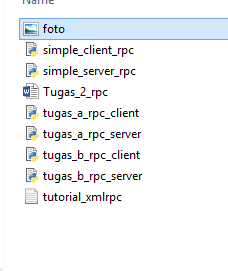 Name
foto
simple_client_rpc
simple_server_rpc
Tugas_2_rpc
tugas_a_rpc_client
tugas_a_rpc_server
tugas_b_rpc_client
tugas_b_rpc_server
tutorial_xmlrpc